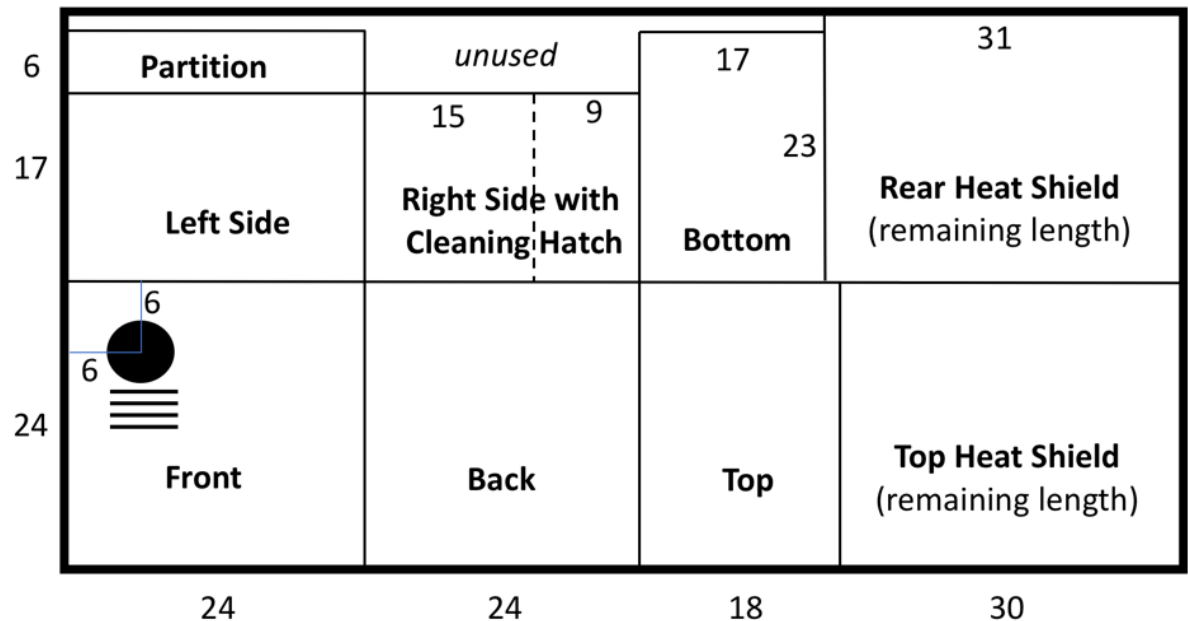 31
unused
17
6
Partition
15
9
23
17
Rear Heat Shield
(remaining length)
Right Side with
Cleaning Hatch
Left Side
Bottom
6
6
24
Top Heat Shield
(remaining length)
Front
Back
Top
24
24
18
30